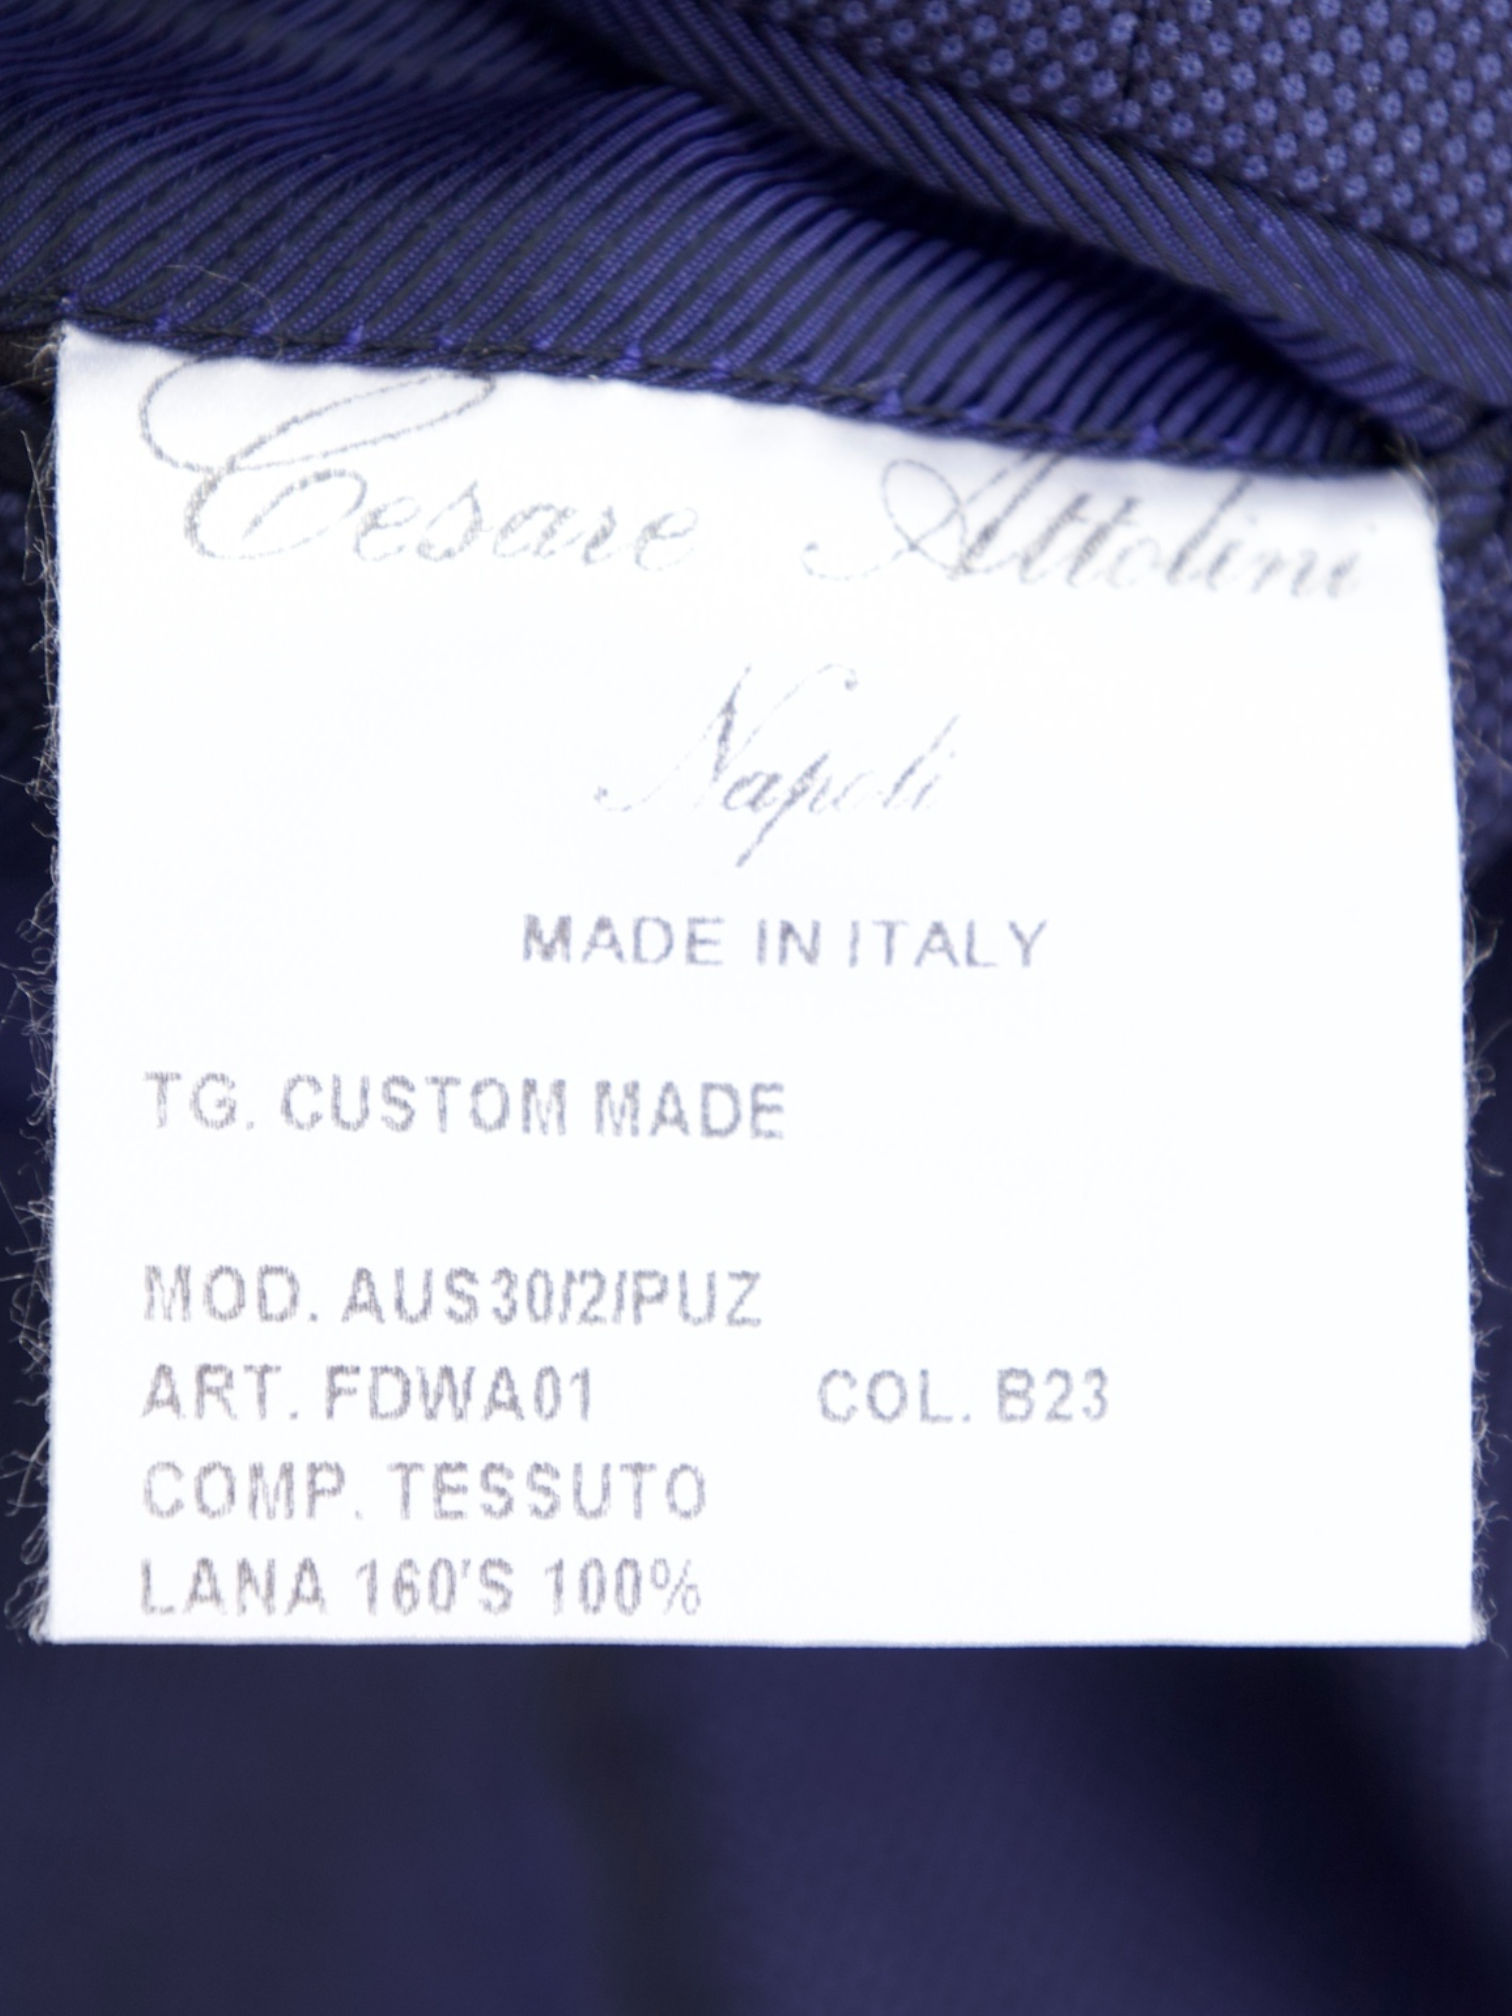 Cesare Attolini
Napoli
MADE IN ITALY
TG. CUSTOM MADE
MOD. AUS30/2/PUZ
ART. FDWA01 COL. B23
COMP. TESSUTO
LANA 160'S 100%